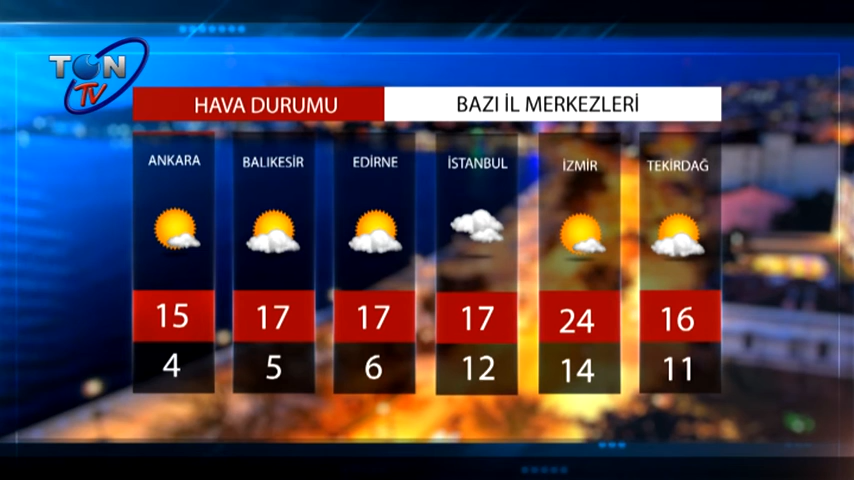 TON
TV
HAVA DURUMU
BAZI İL MERKEZLERİ
ANKARA
BALIKESİR
EDİRNE
İSTANBUL
İZMİR
TEKİRDAĞ
15
17
17
17
24
16
4
5
6
12
14
11